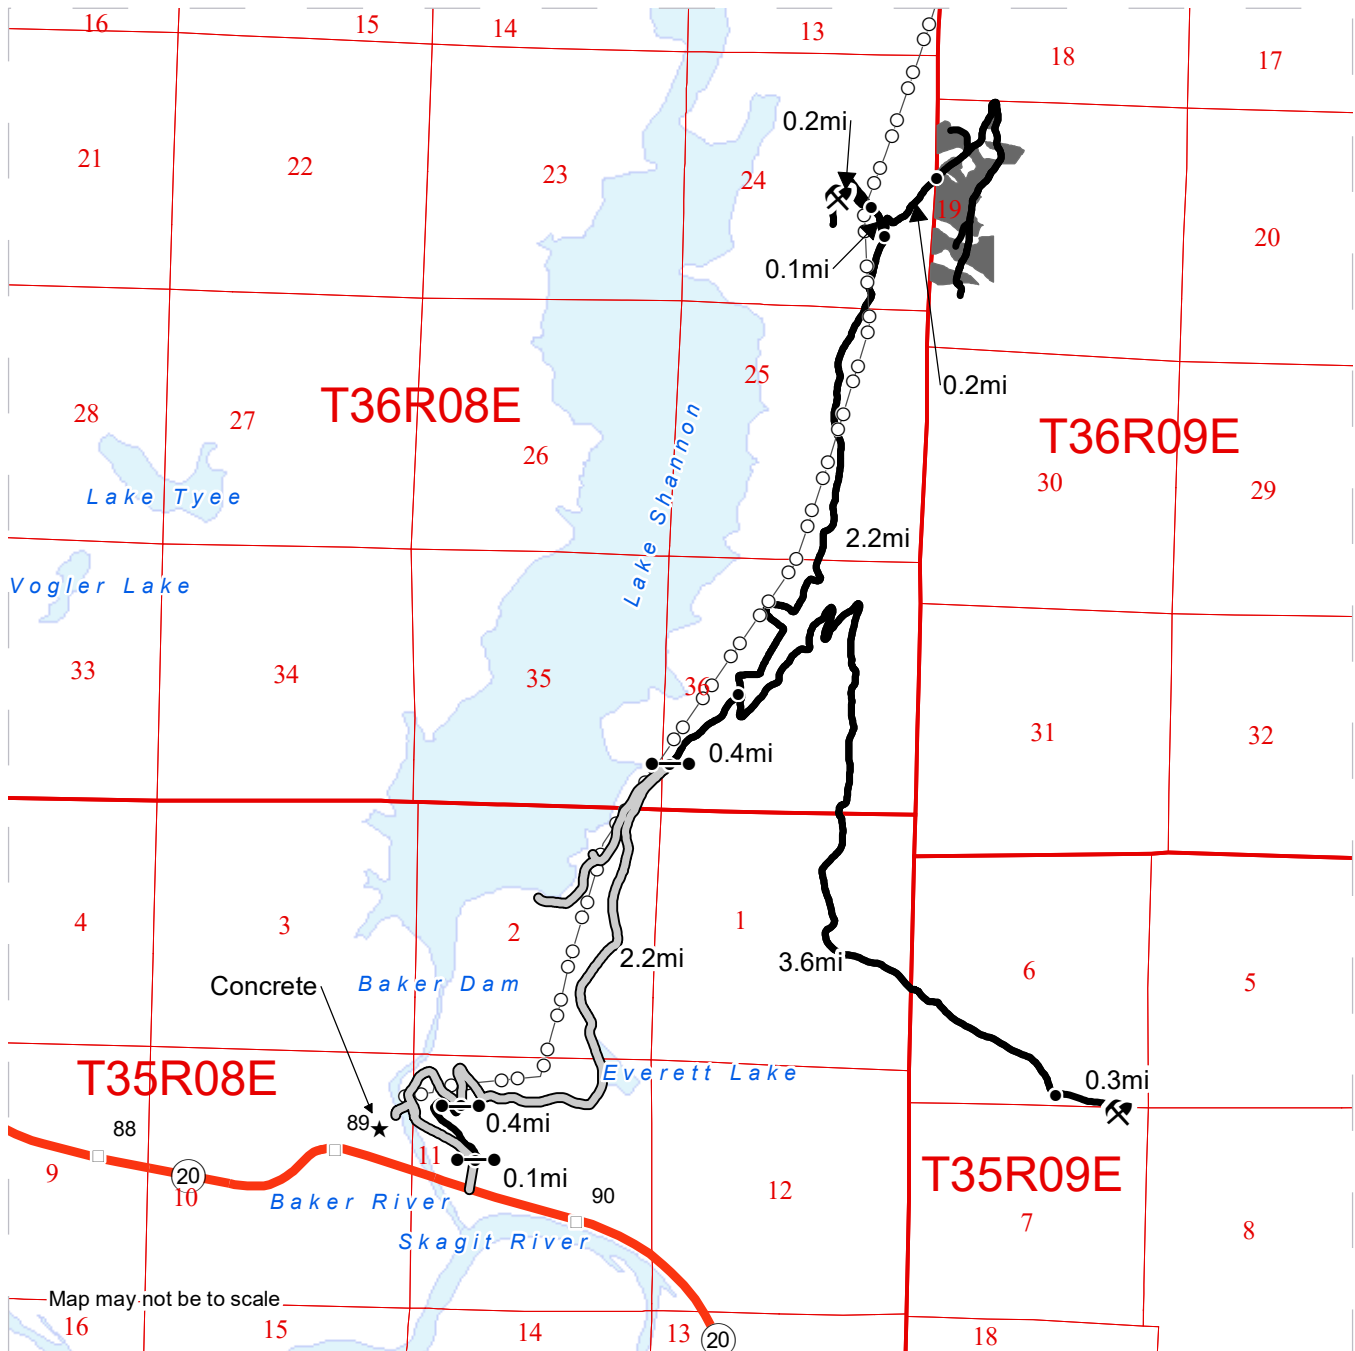 16
15
14
13
18
17
0.2mi
21
22
23
24
19
20
0.1mi
25
0.2mi
T36R08E
28
27
26
T36R09E
30
29
Lake Tyee
Lake Shannon
2.2mi
Vogler Lake
33
34
35
36
31
32
0.4mi
4
3
2
1
2.2mi
3.6mi
6
5
Concrete
Baker Dam
T35R08E
Everett Lake
0.3mi
88
89
0.4mi
11
9
20
10
0.1mi
T35R09E
Baker River
90
12
7
8
Skagit River
Map may not be to scale
16
15
14
13
20
18